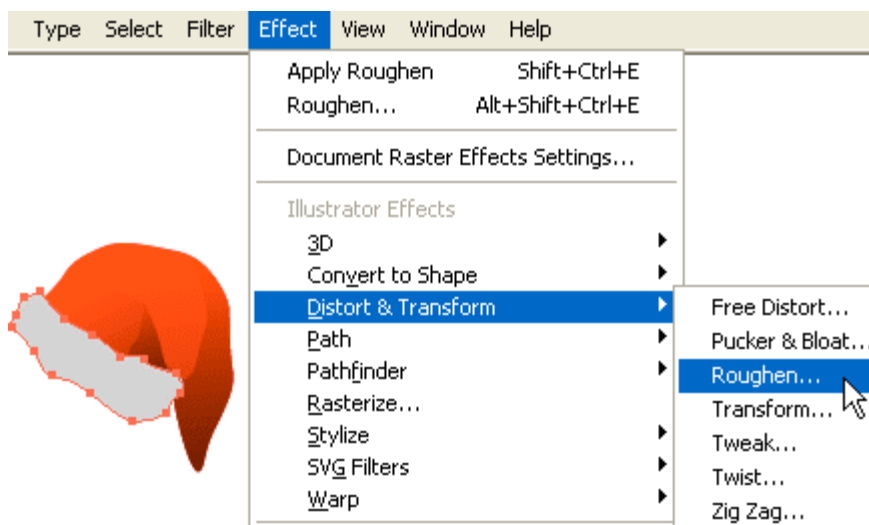 Type Select Filter Effect View Window Help
Apply Roughen Shift+Ctrl+E
Roughen... Alt+Shift+Ctrl+E
Document Raster Effects Settings...
Illustrator Effects
3D
Convert to Shape
Distort & Transform
Path
Pathfinder
Rasterize...
Stylize
SVG Filters
Warp
Free Distort...
Pucker & Bloat...
Roughen...
Transform...
Tweak...
Twist...
Zig Zag...